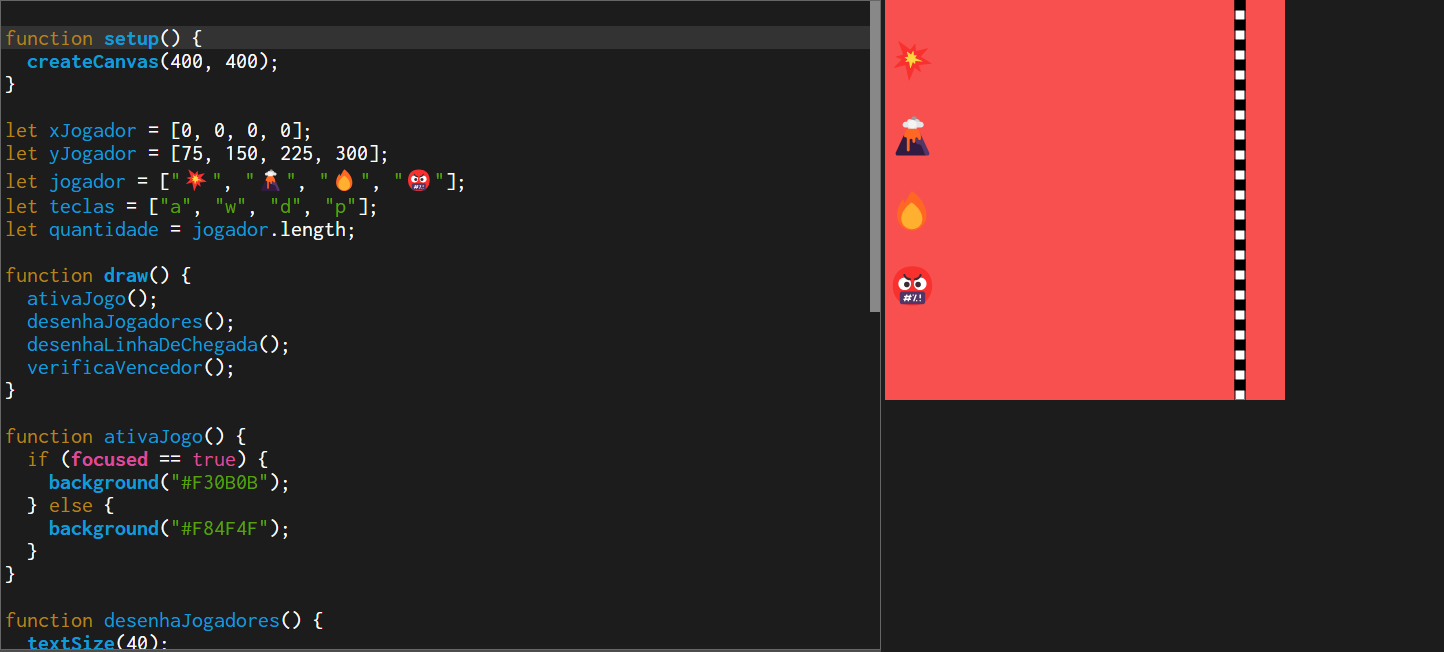 function setup() {
  createCanvas(400, 400);
}
let xJogador = [0, 0, 0, 0];
let yJogador = [75, 150, 225, 300];
let jogador = ["💥", "🌋", "🔥", "🤬"];
let teclas = ["a", "w", "d", "p"];
let quantidade = jogador.length;
function draw() {
  ativaJogo();
  desenhaJogadores();
  desenhaLinhaDeChegada();
  verificaVencedor();
}
function ativaJogo() {
  if (focused == true) {
    background("#F30B0B");
  } else {
    background("#F84F4F");
  }
}
function desenhaJogadores() {
  textSize(40);
#%!